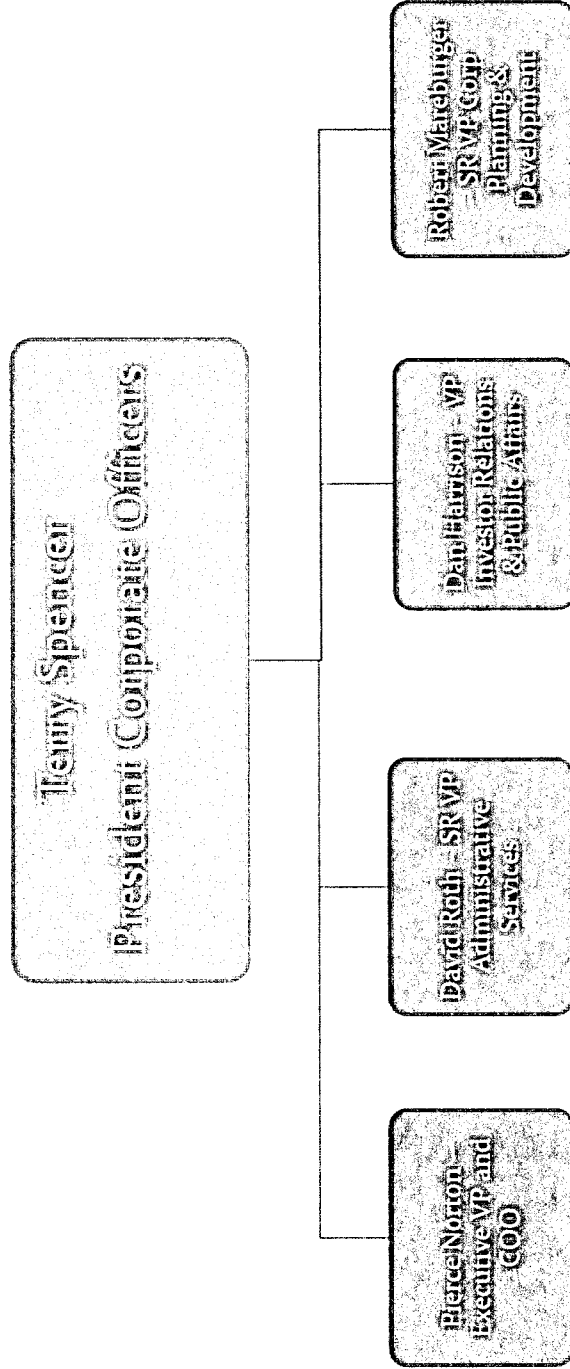 Terry Spencer
President Corporate Officers
Pierce Norton -
Executive VP and
COO
David Roth - SR VP
Administrative
Services
Dan Harrison - VP
Investor Relations
& Public Affairs
Robert Mareburger
- SR VP Corp
Planning &
Development